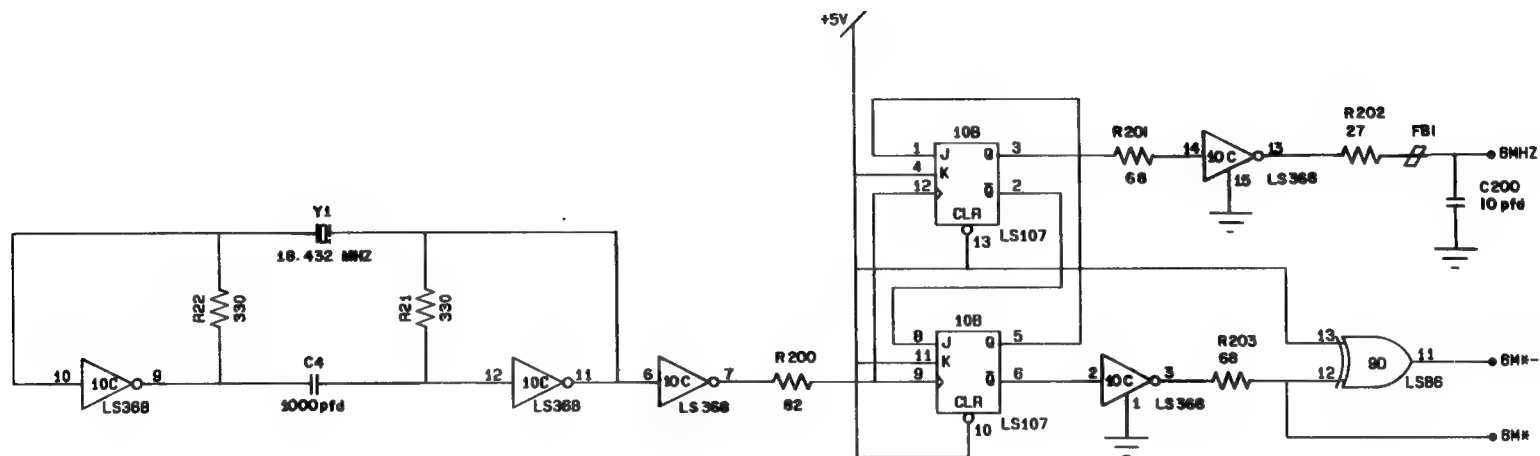 +5V
10B
1
J
Q
3
4
K
12
Q
2
CLR
13
LS107
R201
68
14
10C
13
15
LS368
R202
27
FB1
6MHZ
C200
10 pfd
Y1
18.432 MHZ
R22
330
R21
330
10
10C
9
LS368
C4
1000pfd
12
10C
11
LS368
6
10C
7
LS368
R200
82
10B
8
J
Q
5
11
K
9
Q
6
CLR
10
LS107
2
10C
3
1
LS368
R203
68
13
12
9D
11
LS86
6M*-
6M*